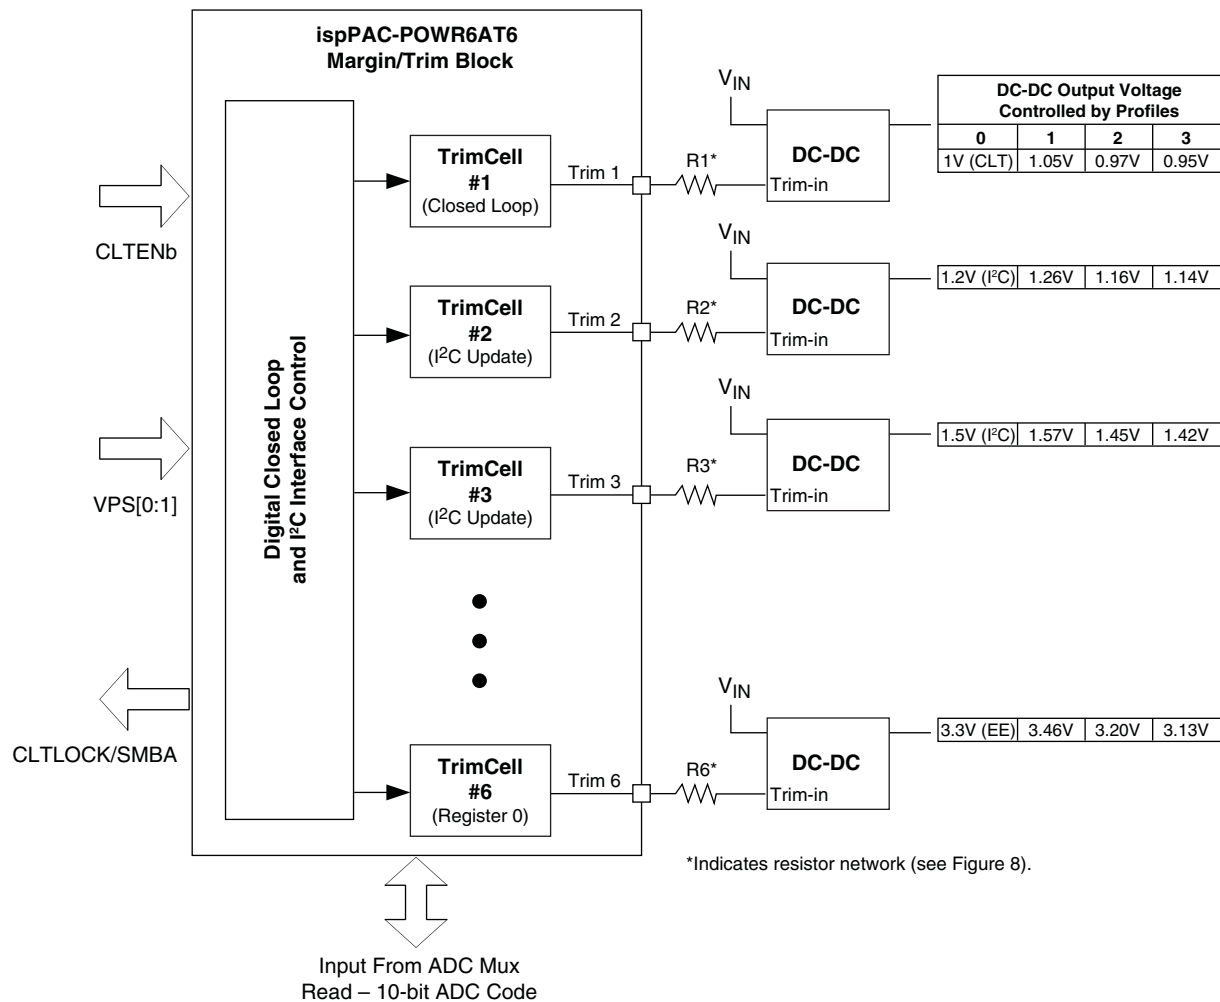 ispPAC-POWR6AT6
Margin/Trim Block
Digital Closed Loop
and I²C Interface Control
CLTENb
VPS[0:1]
CLTLOCK/SMBA
TrimCell
#1
(Closed Loop)
Trim 1
R1*
VIN
DC-DC
Trim-in
DC-DC Output Voltage
Controlled by Profiles
0 1 2 3
1V (CLT) 1.05V 0.97V 0.95V
TrimCell
#2
(I²C Update)
Trim 2
R2*
VIN
DC-DC
Trim-in
1.2V (I²C) 1.26V 1.16V 1.14V
TrimCell
#3
(I²C Update)
Trim 3
R3*
VIN
DC-DC
Trim-in
1.5V (I²C) 1.57V 1.45V 1.42V
TrimCell
#6
(Register 0)
Trim 6
R6*
VIN
DC-DC
Trim-in
3.3V (EE) 3.46V 3.20V 3.13V
*Indicates resistor network (see Figure 8).
Input From ADC Mux
Read – 10-bit ADC Code